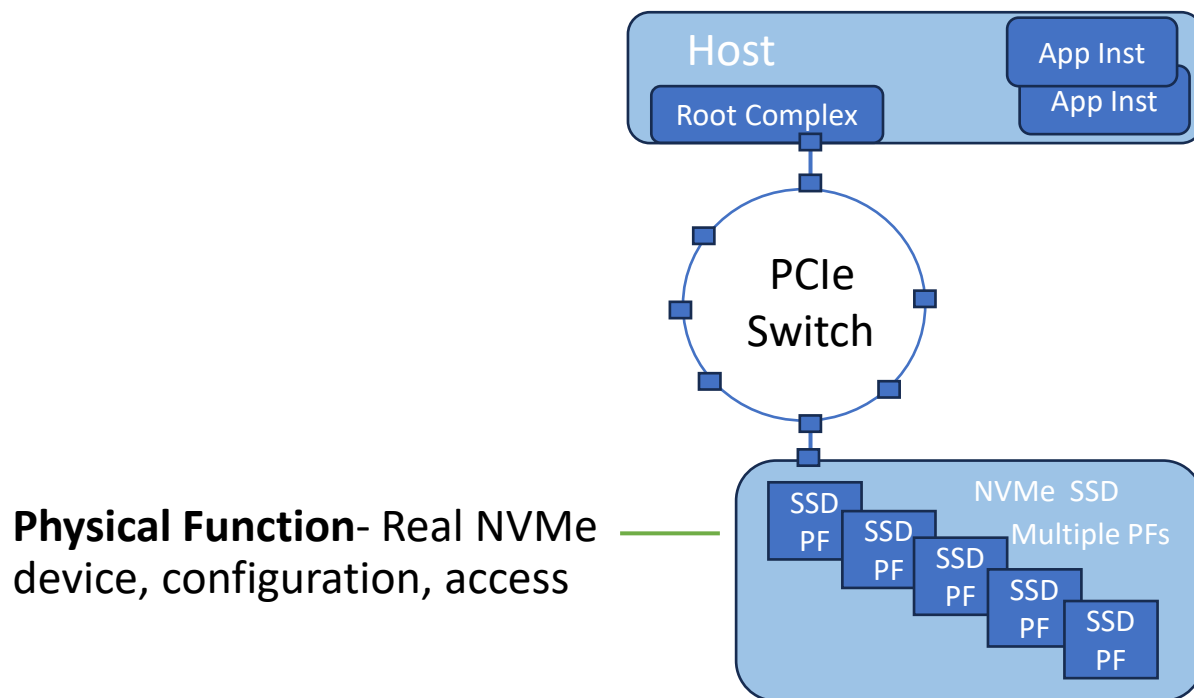 Host
App Inst
App Inst
Root Complex
PCIe
Switch
Physical Function- Real NVMe
device, configuration, access
NVMe SSD
Multiple PFs
SSD
PF
SSD
PF
SSD
PF
SSD
PF
SSD
PF